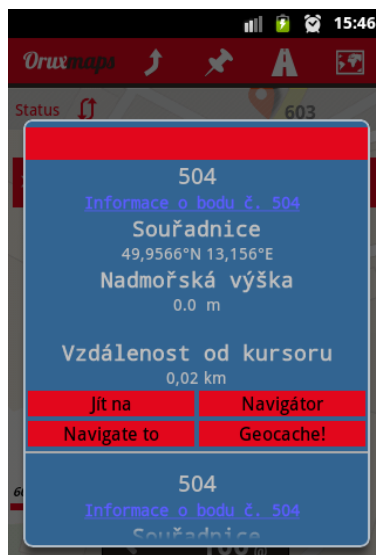 15:46
Oruxmaps
Status
603
504
Informace o bodu č. 504
Souřadnice
49,9566°N 13,156°E
Nadmořská výška
0.0 m
Vzdálenost od kursoru
0,02 km
Jít na Navigátor
Navigate to Geocache!
504
Informace o bodu č. 504
Souřadnice